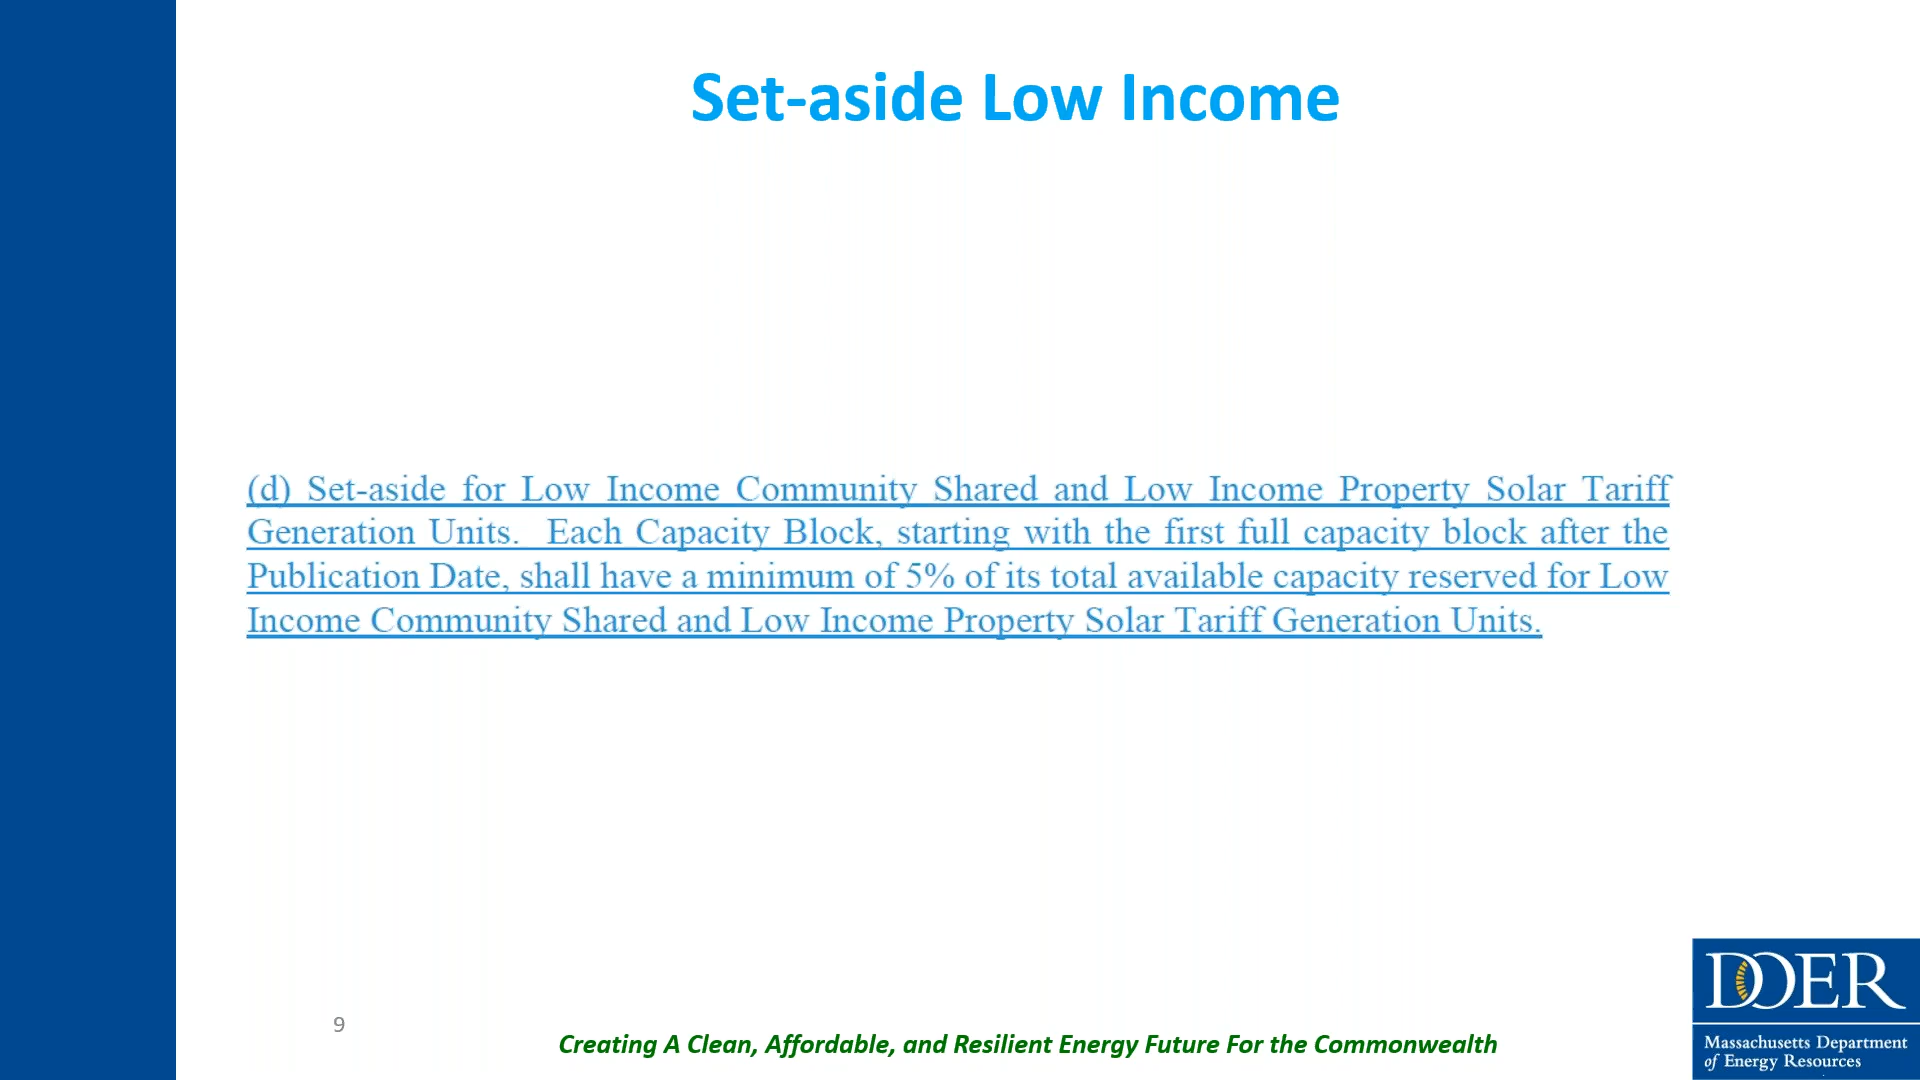 Set-aside Low Income
(d) Set-aside for Low Income Community Shared and Low Income Property Solar Tariff
Generation Units. Each Capacity Block, starting with the first full capacity block after the
Publication Date, shall have a minimum of 5% of its total available capacity reserved for Low
Income Community Shared and Low Income Property Solar Tariff Generation Units.
9
Creating A Clean, Affordable, and Resilient Energy Future For the Commonwealth
DOER
Massachusetts Department
of Energy Resources